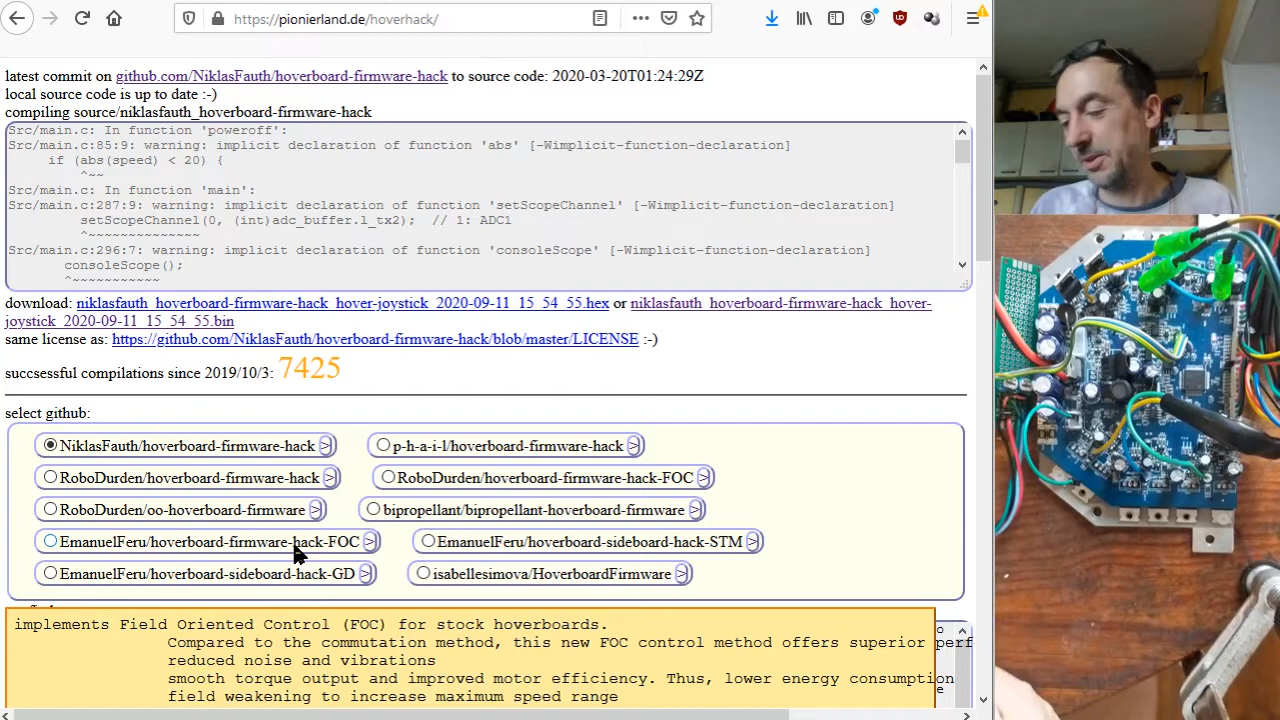 https://pionierland.de/hoverhack/
latest commit on github.com/NiklasFauth/hoverboard-firmware-hack to source code: 2020-03-20T01:24:29Z
local source code is up to date :-)
compiling source/niklasfauth_hoverboard-firmware-hack
Src/main.c: In function 'poweroff':
Src/main.c:85:9: warning: implicit declaration of function 'abs' [-Wimplicit-function-declaration]
if (abs(speed) < 20) {
^~~
Src/main.c: In function 'main':
Src/main.c:287:9: warning: implicit declaration of function 'setScopeChannel' [-Wimplicit-function-declaration]
setScopeChannel(0, (int)adc_buffer.l_tx2);  // 1: ADC1
^~~~~~~~~~~~~~~
Src/main.c:296:7: warning: implicit declaration of function 'consoleScope' [-Wimplicit-function-declaration]
consoleScope();
^~~~~~~~~~~~
download: niklasfauth_hoverboard-firmware-hack_hover-joystick_2020-09-11_15_54_55.hex or niklasfauth_hoverboard-firmware-hack_hover-
joystick_2020-09-11_15_54_55.bin
same license as: https://github.com/NiklasFauth/hoverboard-firmware-hack/blob/master/LICENSE :-)
succsessful compilations since 2019/10/3: 7425
select github:
NiklasFauth/hoverboard-firmware-hack > p-h-a-i-l/hoverboard-firmware-hack >
RoboDurden/hoverboard-firmware-hack > RoboDurden/hoverboard-firmware-hack-FOC >
RoboDurden/oo-hoverboard-firmware > bipropellant/bipropellant-hoverboard-firmware >
EmanuelFeru/hoverboard-firmware-hack-FOC > EmanuelFeru/hoverboard-sideboard-hack-STM >
EmanuelFeru/hoverboard-sideboard-hack-GD > isabellesimova/HoverboardFirmware >
implements Field Oriented Control (FOC) for stock hoverboards.
Compared to the commutation method, this new FOC control method offers superior perf
reduced noise and vibrations
smooth torque output and improved motor efficiency. Thus, lower energy consumption
field weakening to increase maximum speed range